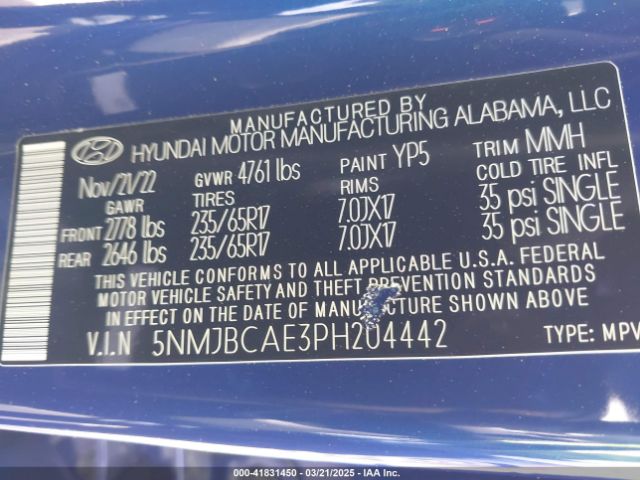 MANUFACTURED BY
HYUNDAI MOTOR MANUFACTURING ALABAMA, LLC
Nov/21/22 GVWR 4761 lbs PAINT YP5 TRIM MMH
GAWR TIRES RIMS COLD TIRE INFL
FRONT 2778 lbs 235/65R17 7.0JX17 35 psi SINGLE
REAR 2646 lbs 235/65R17 7.0JX17 35 psi SINGLE
THIS VEHICLE CONFORMS TO ALL APPLICABLE U.S.A. FEDERAL
MOTOR VEHICLE SAFETY AND THEFT PREVENTION STANDARDS
IN EFFECT ON THE DATE OF MANUFACTURE SHOWN ABOVE
V.I.N 5NMJBCAE3PH204442 TYPE: MPV
000-41831450 - 03/21/2025 - IAA Inc.